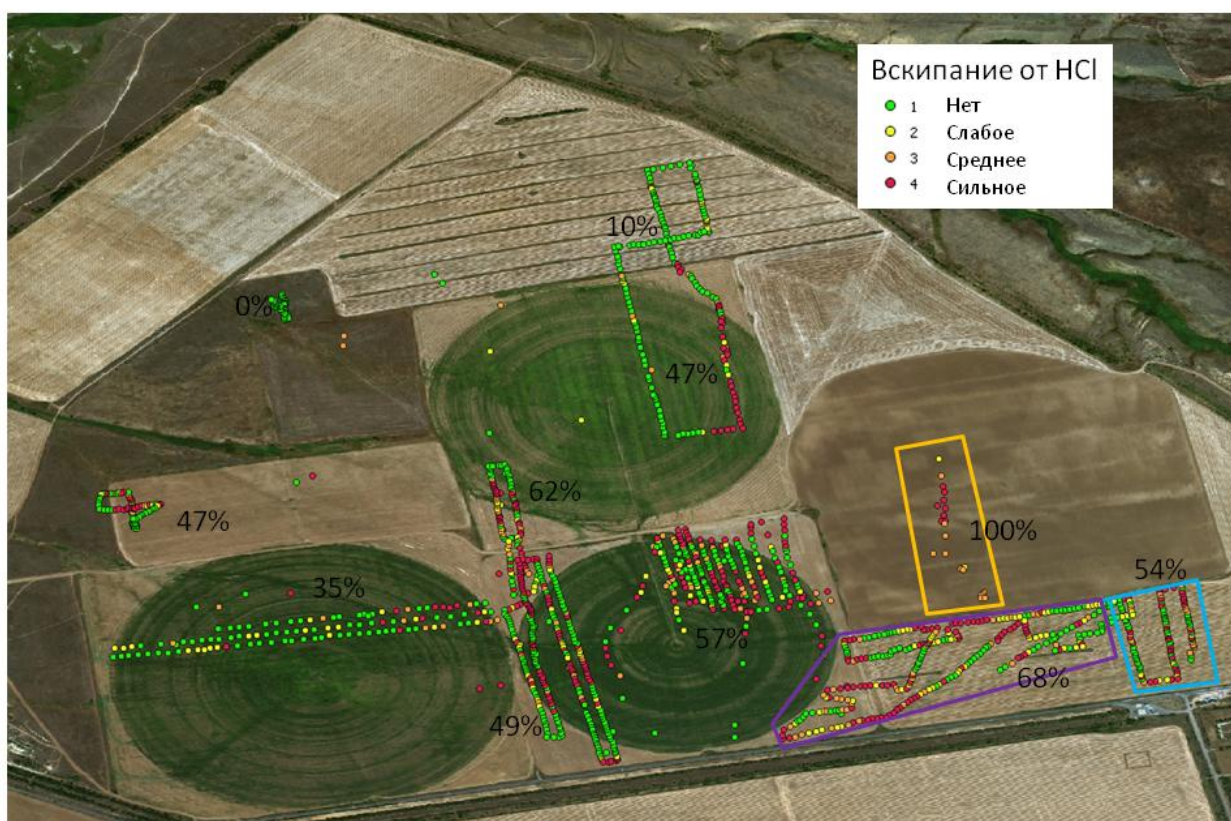 Вскипание от HCl
1 Нет
2 Слабое
3 Среднее
4 Сильное
10%
0%
47%
62%
47%
100%
35%
54%
57%
68%
49%